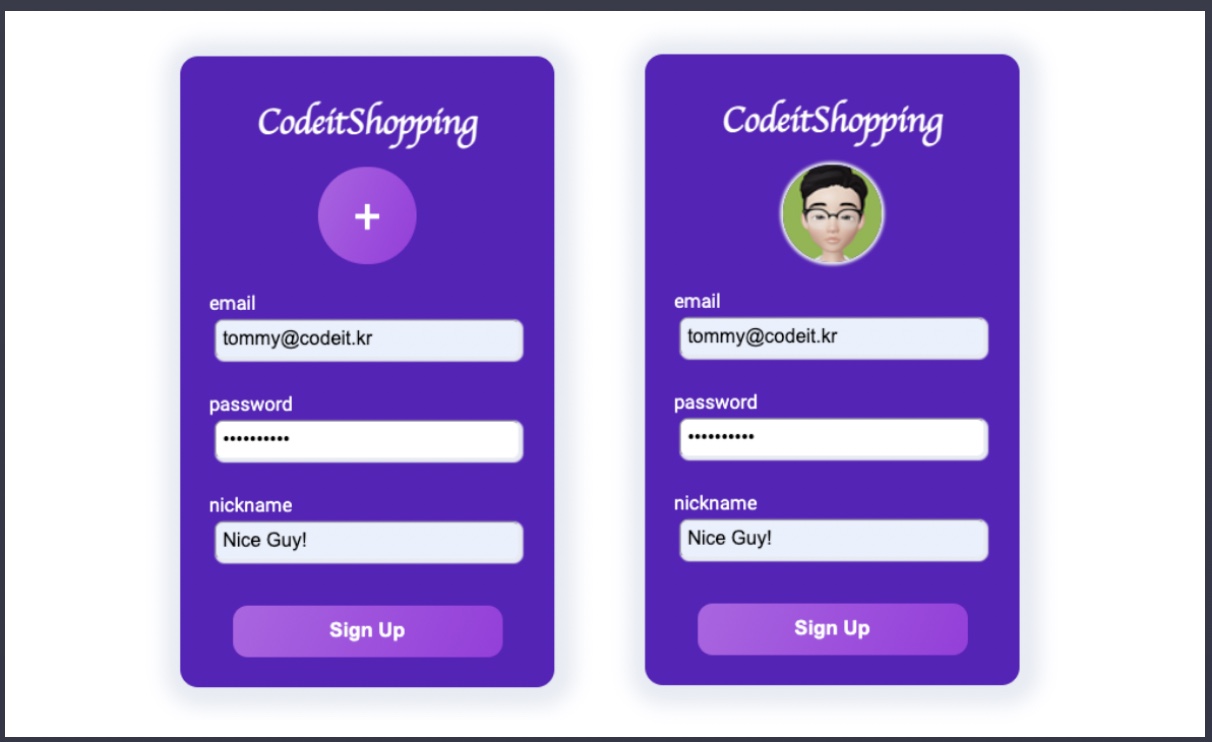 CodeitShopping
+
email
tommy@codeit.kr
password
••••••••••
nickname
Nice Guy!
Sign Up
CodeitShopping
email
tommy@codeit.kr
password
••••••••••
nickname
Nice Guy!
Sign Up